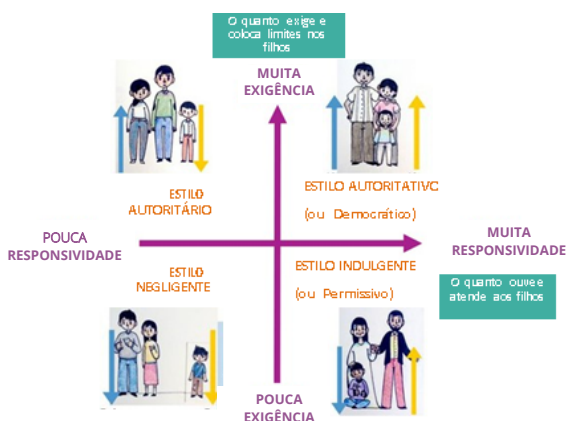 O quanto exige e
coloca limites nos
filhos
MUITA
EXIGÊNCIA
ESTILO
AUTORITÁRIO
ESTILO AUTORITATIVO
(ou Democrático)
POUCA
RESPONSIVIDADE
MUITA
RESPONSIVIDADE
ESTILO
NEGLIGENTE
ESTILO INDULGENTE
(ou Permissivo)
O quanto ouve e
atende aos filhos
POUCA
EXIGÊNCIA